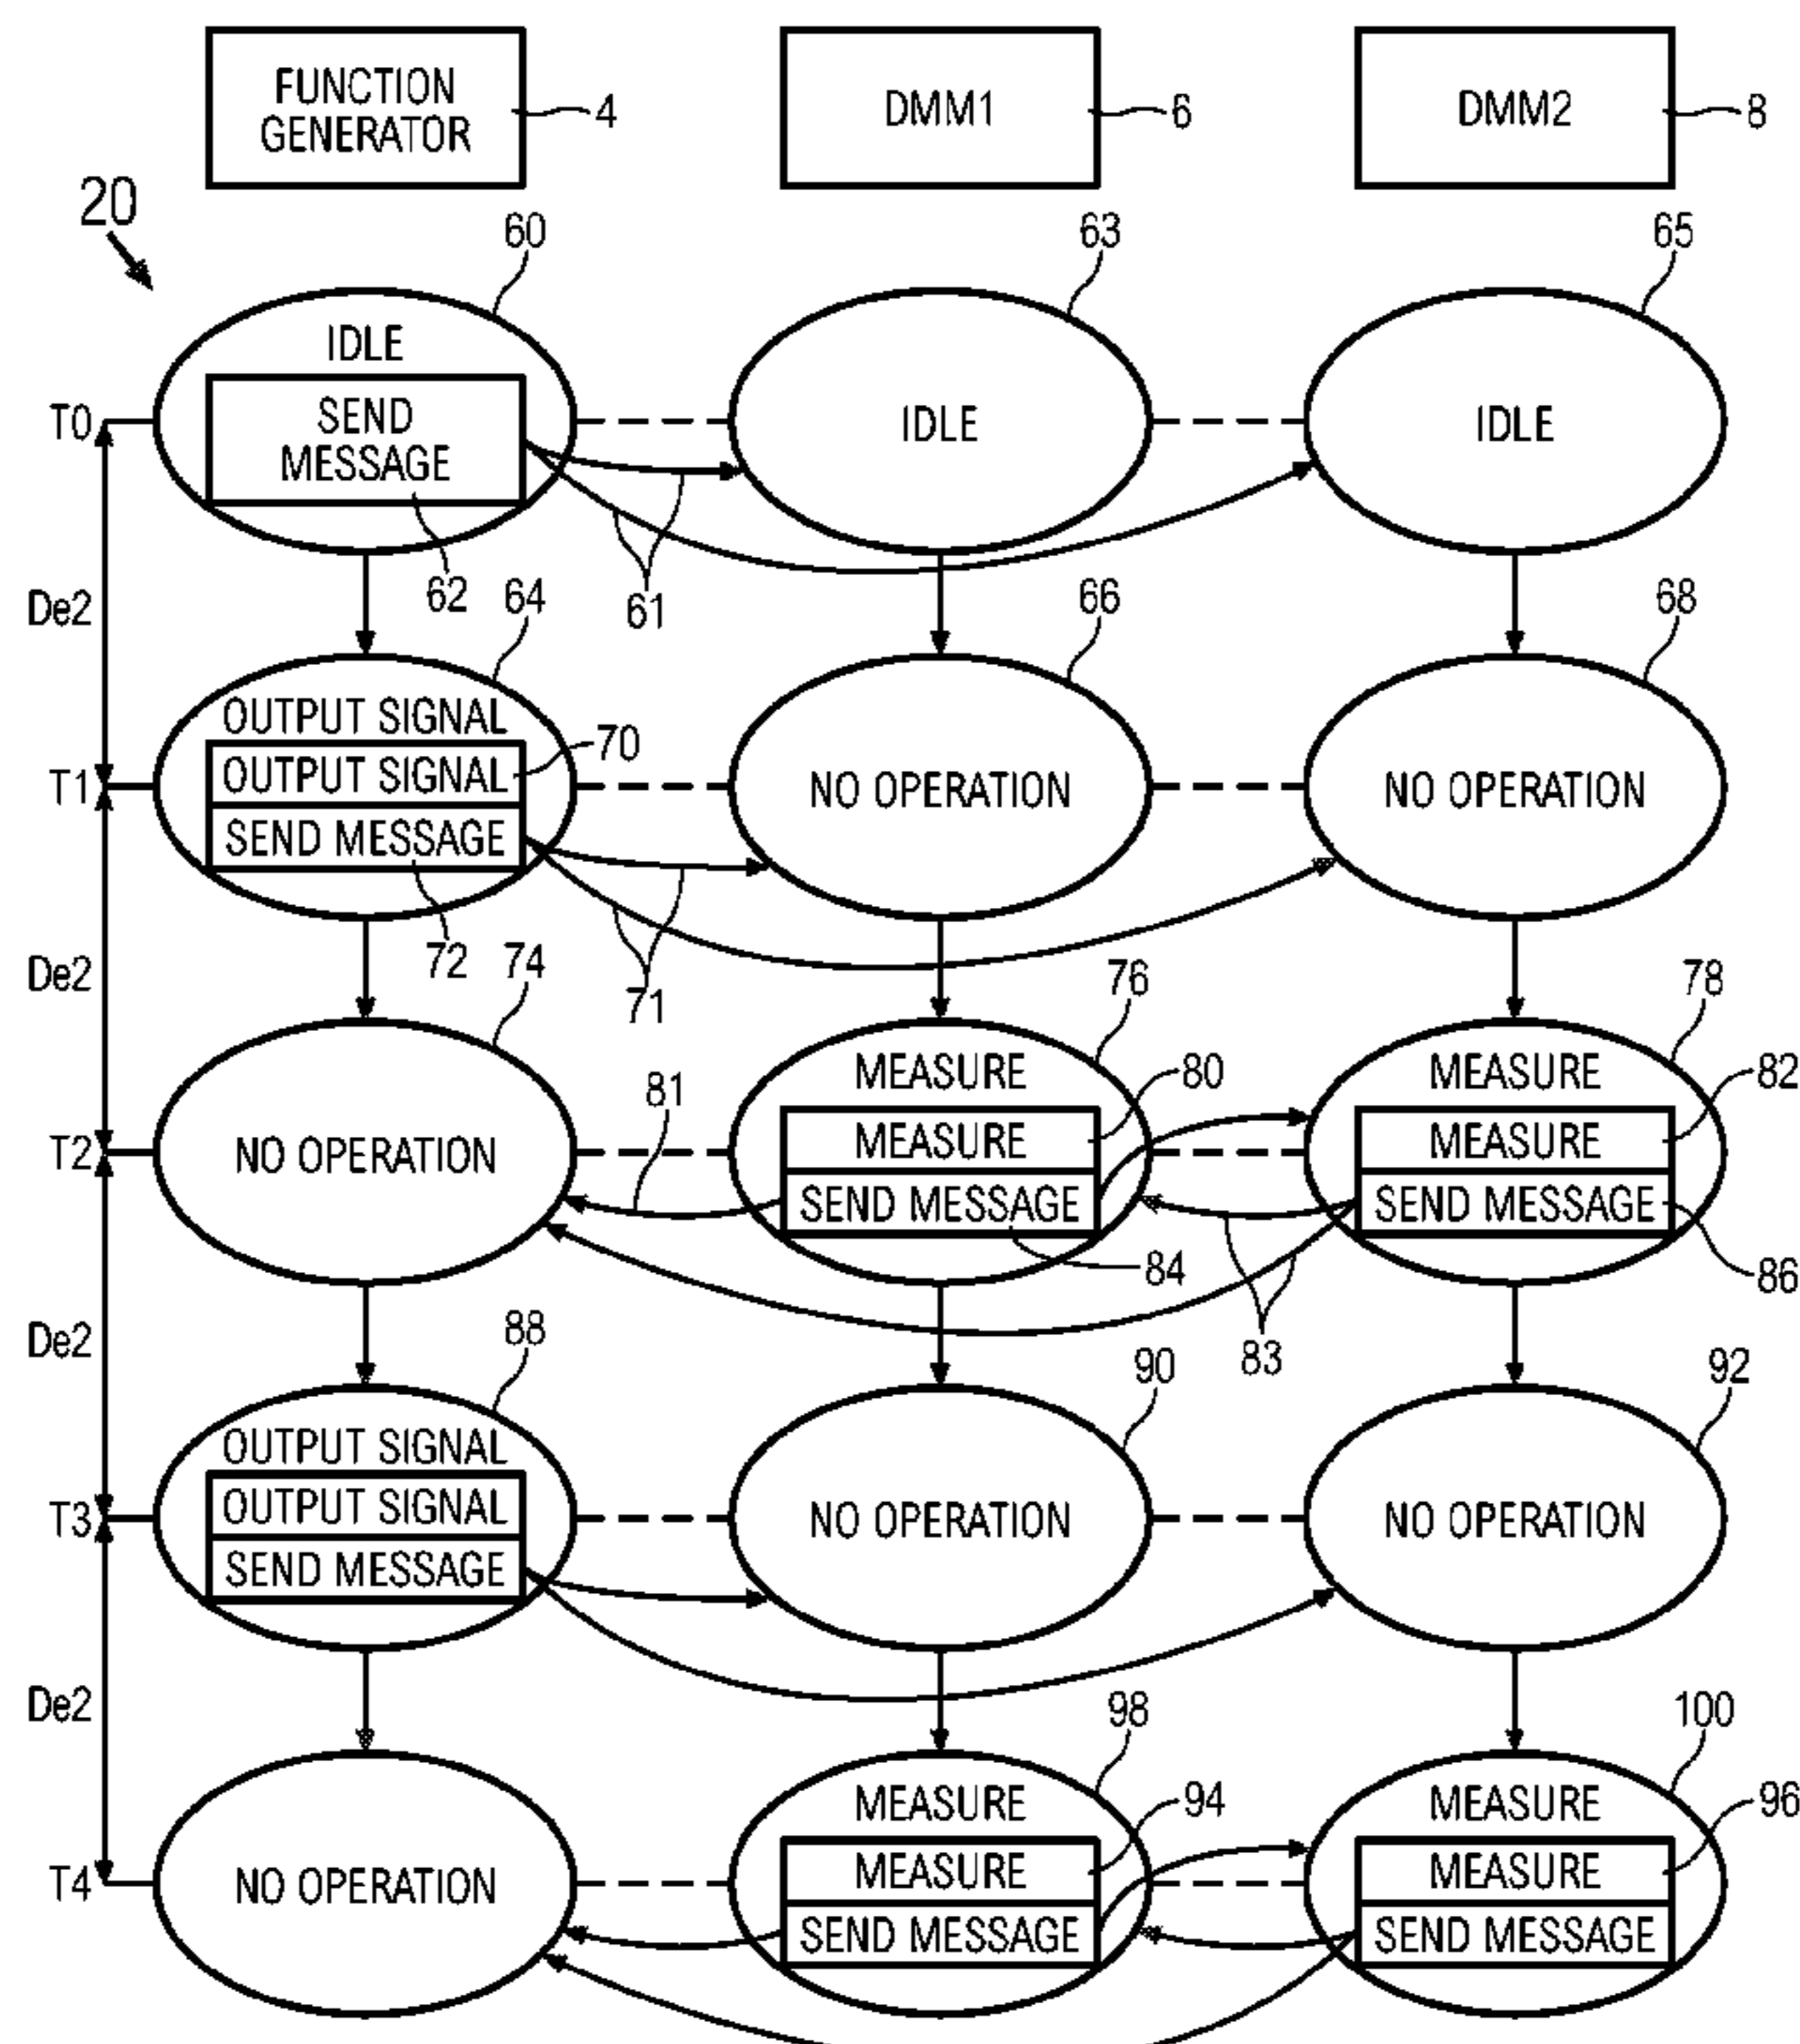 FUNCTION
GENERATOR
4
DMM1
6
DMM2
8
20
60
63
65
IDLE
SEND
MESSAGE
IDLE
IDLE
T0
62
61
De2
64
66
68
OUTPUT SIGNAL
OUTPUT SIGNAL
70
SEND MESSAGE
NO OPERATION
NO OPERATION
T1
72
71
De2
74
76
78
NO OPERATION
81
MEASURE
80
MEASURE
SEND MESSAGE
84
MEASURE
82
MEASURE
SEND MESSAGE
86
T2
83
De2
88
90
92
OUTPUT SIGNAL
OUTPUT SIGNAL
SEND MESSAGE
NO OPERATION
NO OPERATION
T3
De2
98
100
NO OPERATION
MEASURE
94
MEASURE
SEND MESSAGE
MEASURE
96
MEASURE
SEND MESSAGE
T4